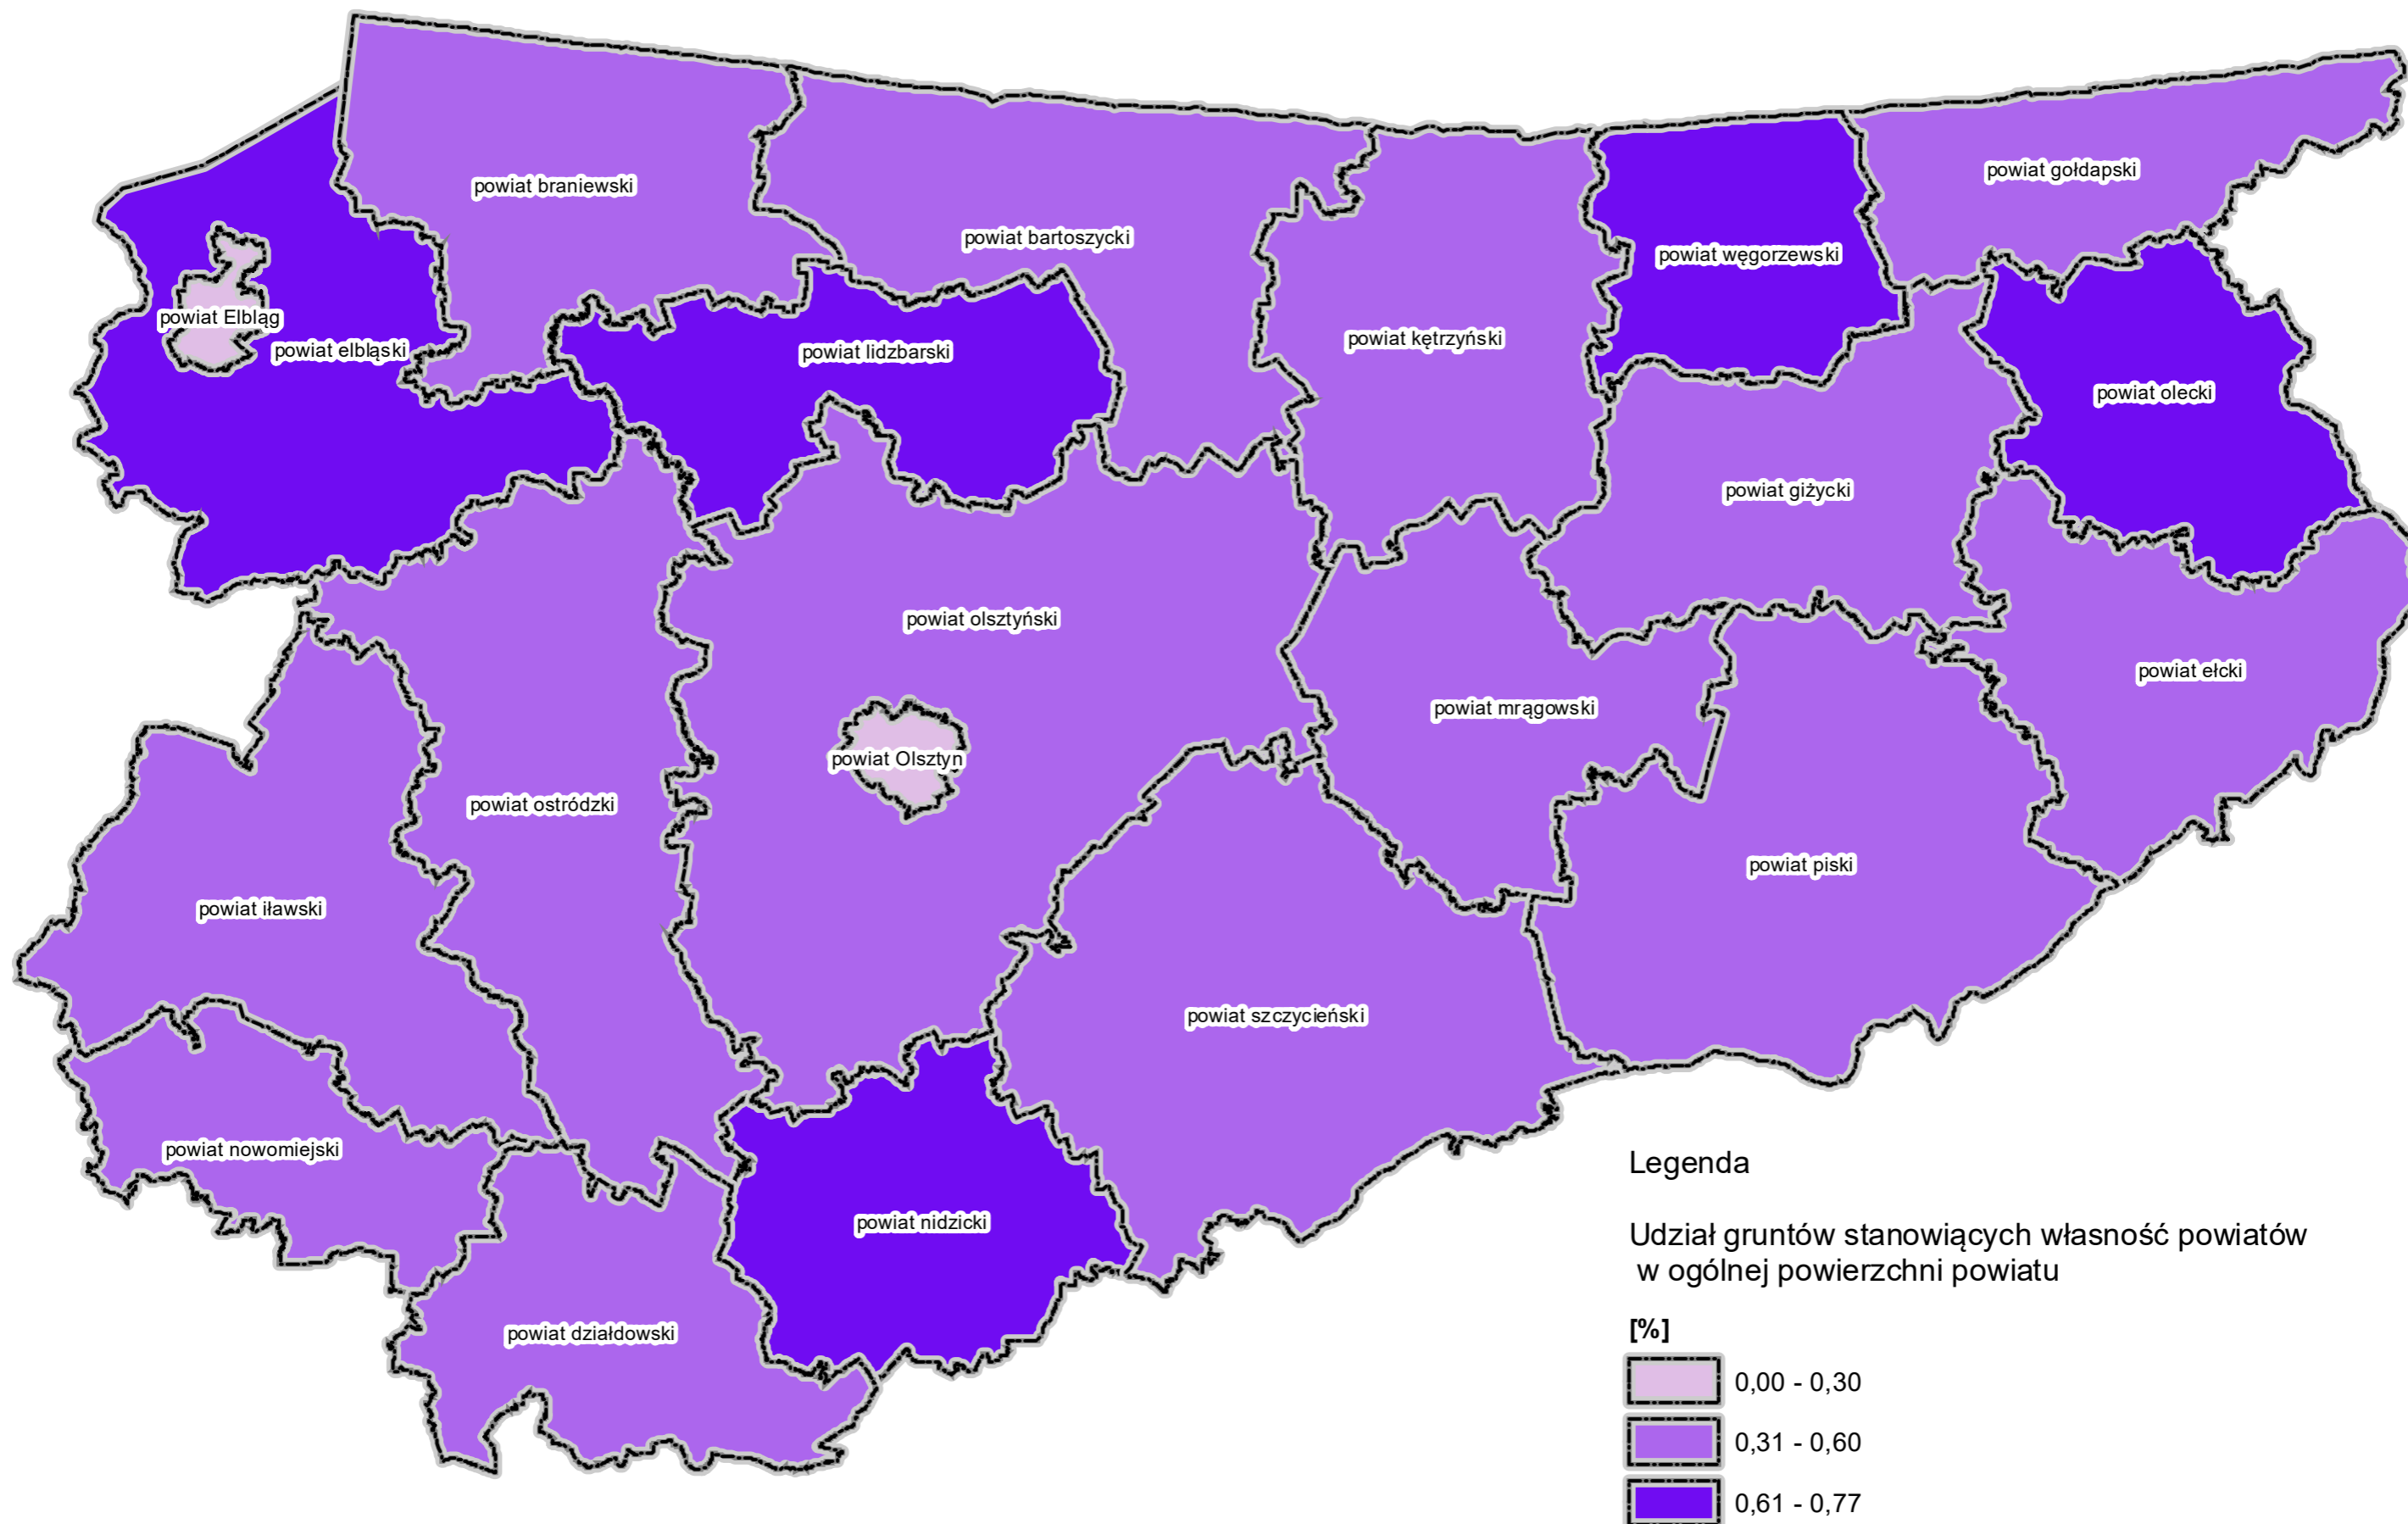 powiat braniewski
powiat gołdapski
powiat bartoszycki
powiat węgorzewski
powiat Elbląg
powiat kętrzyński
powiat elbląski
powiat lidzbarski
powiat olecki
powiat giżycki
powiat olsztyński
powiat ełcki
powiat mrągowski
powiat Olsztyn
powiat ostródzki
powiat piski
powiat iławski
powiat szczycieński
powiat nowomiejski
powiat nidzicki
powiat działdowski
Legenda
Udział gruntów stanowiących własność powiatów
w ogólnej powierzchni powiatu
[%]
0,00 - 0,30
0,31 - 0,60
0,61 - 0,77